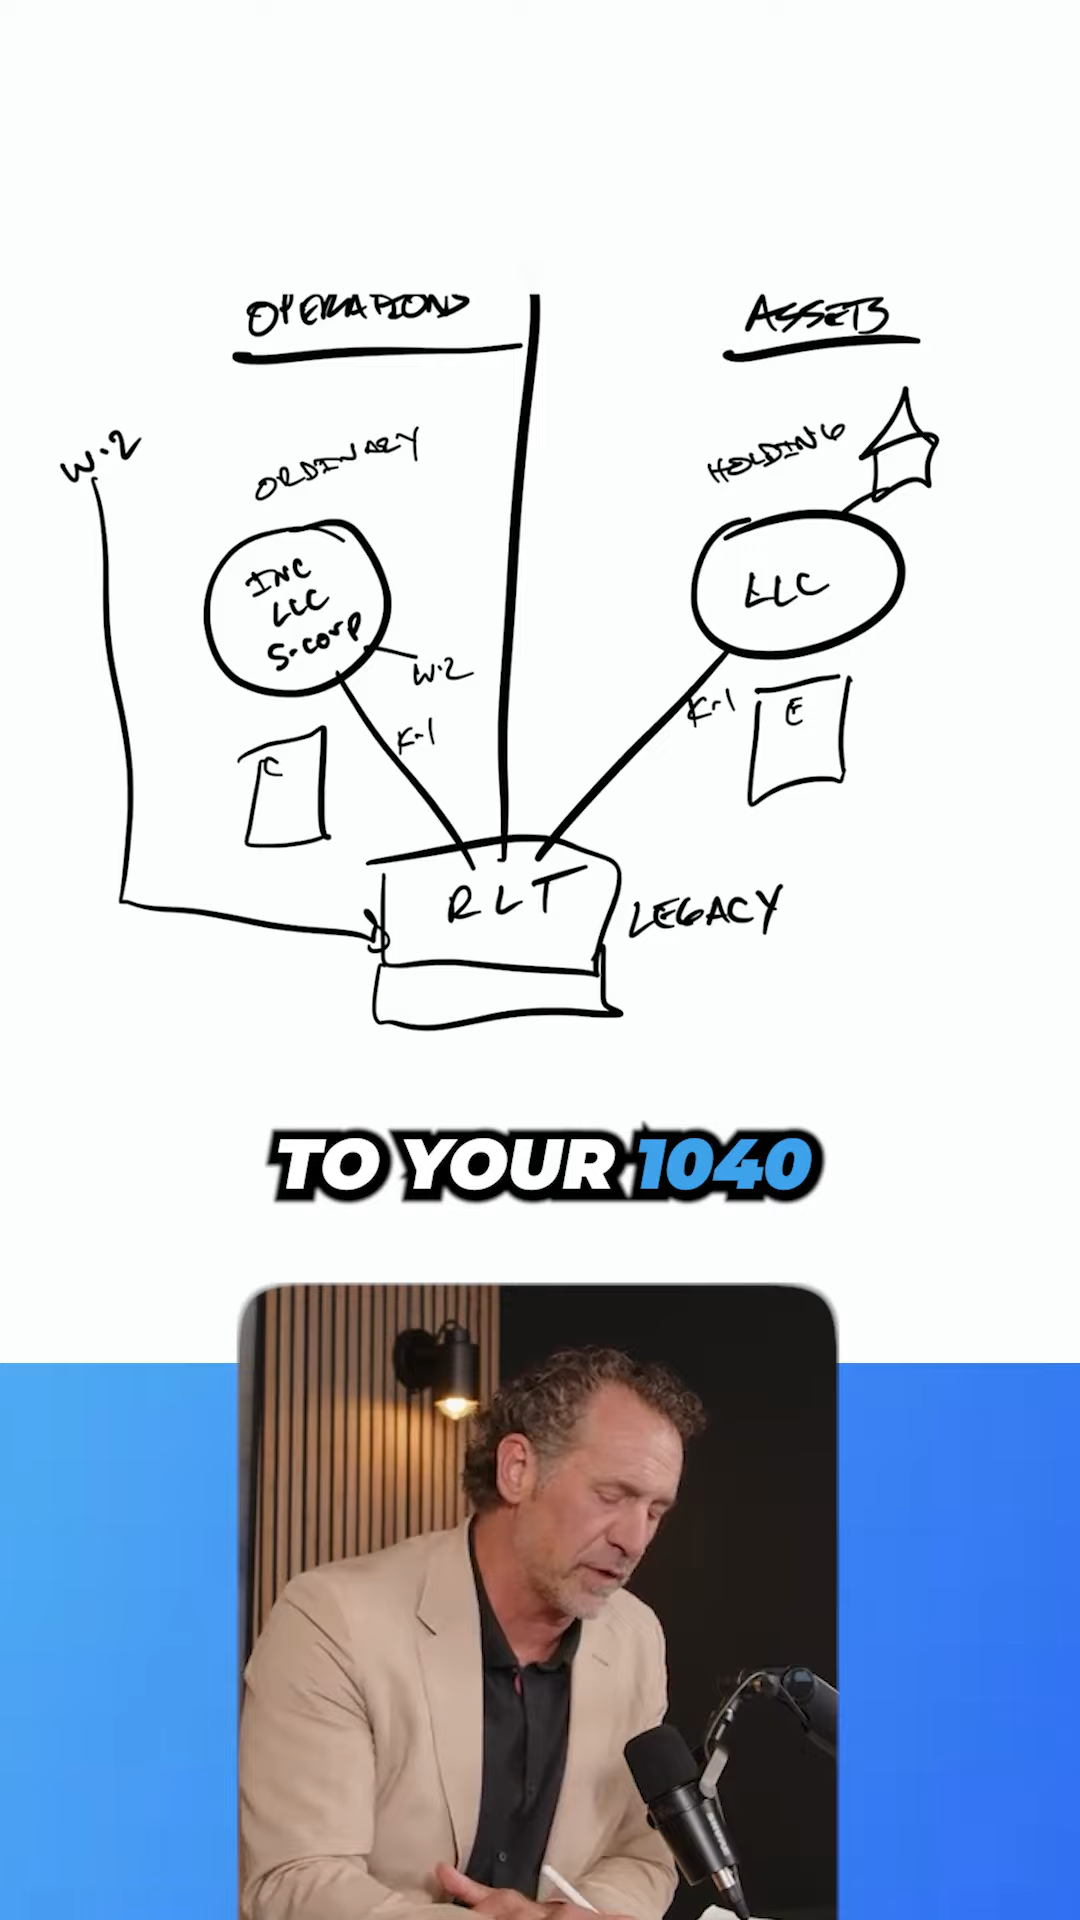 OPERATIONS
ASSETS
W-2
ORDINARY
HOLDING
INC
LLC
S-corp
LLC
W-2
K-1
K-1
C
E
RLT
LEGACY
TO YOUR 1040